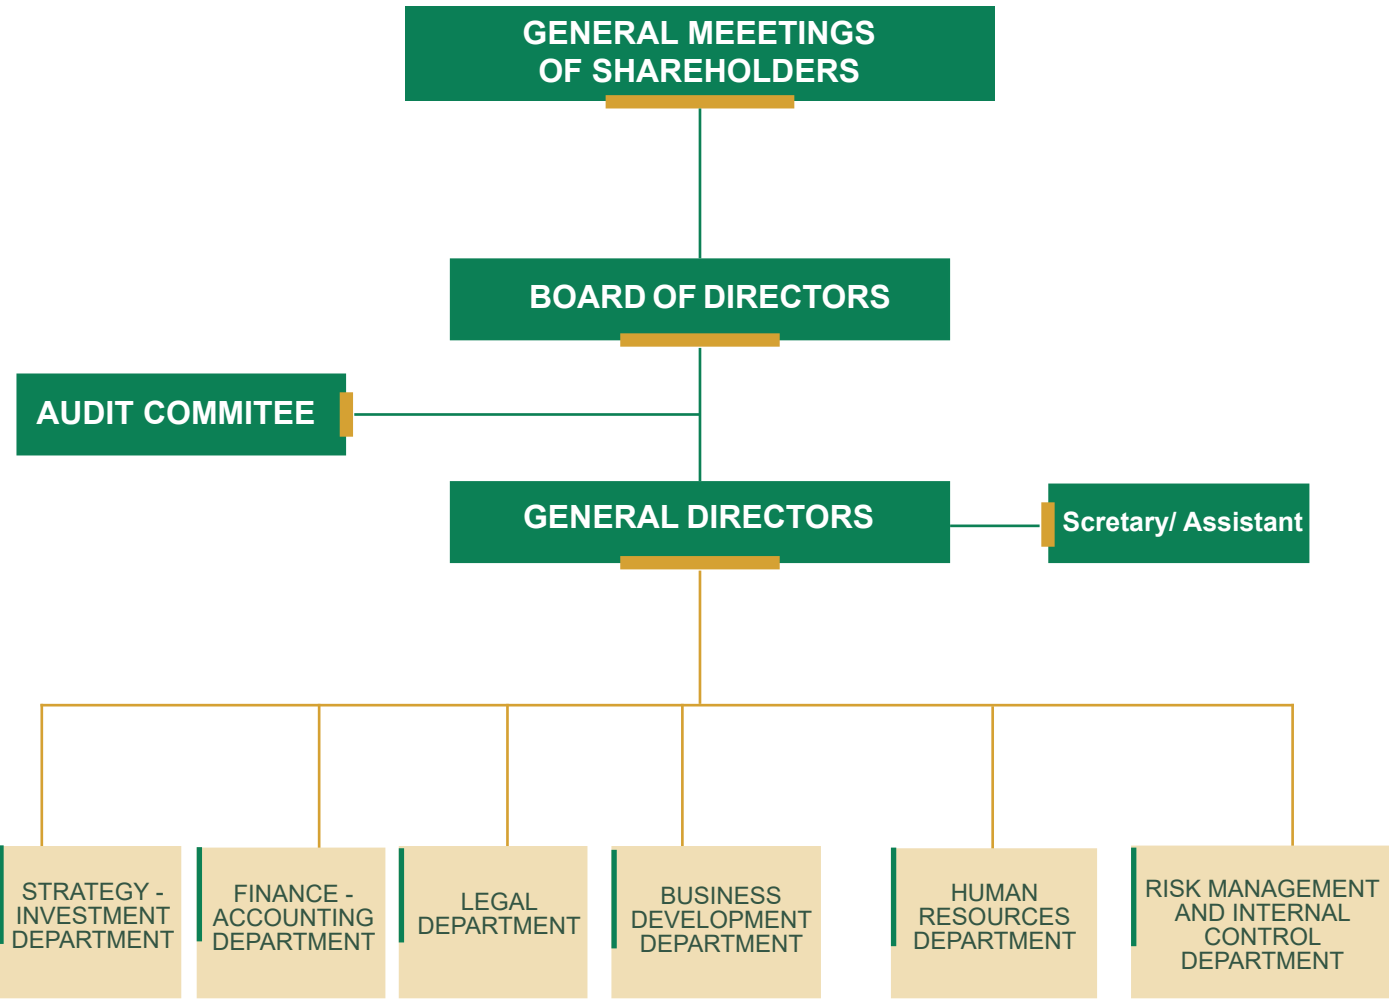 GENERAL MEEETINGS
OF SHAREHOLDERS
BOARD OF DIRECTORS
AUDIT COMMITEE
GENERAL DIRECTORS
Scretary/ Assistant
STRATEGY -
INVESTMENT
DEPARTMENT
FINANCE -
ACCOUNTING
DEPARTMENT
LEGAL
DEPARTMENT
BUSINESS
DEVELOPMENT
DEPARTMENT
HUMAN
RESOURCES
DEPARTMENT
RISK MANAGEMENT
AND INTERNAL
CONTROL
DEPARTMENT